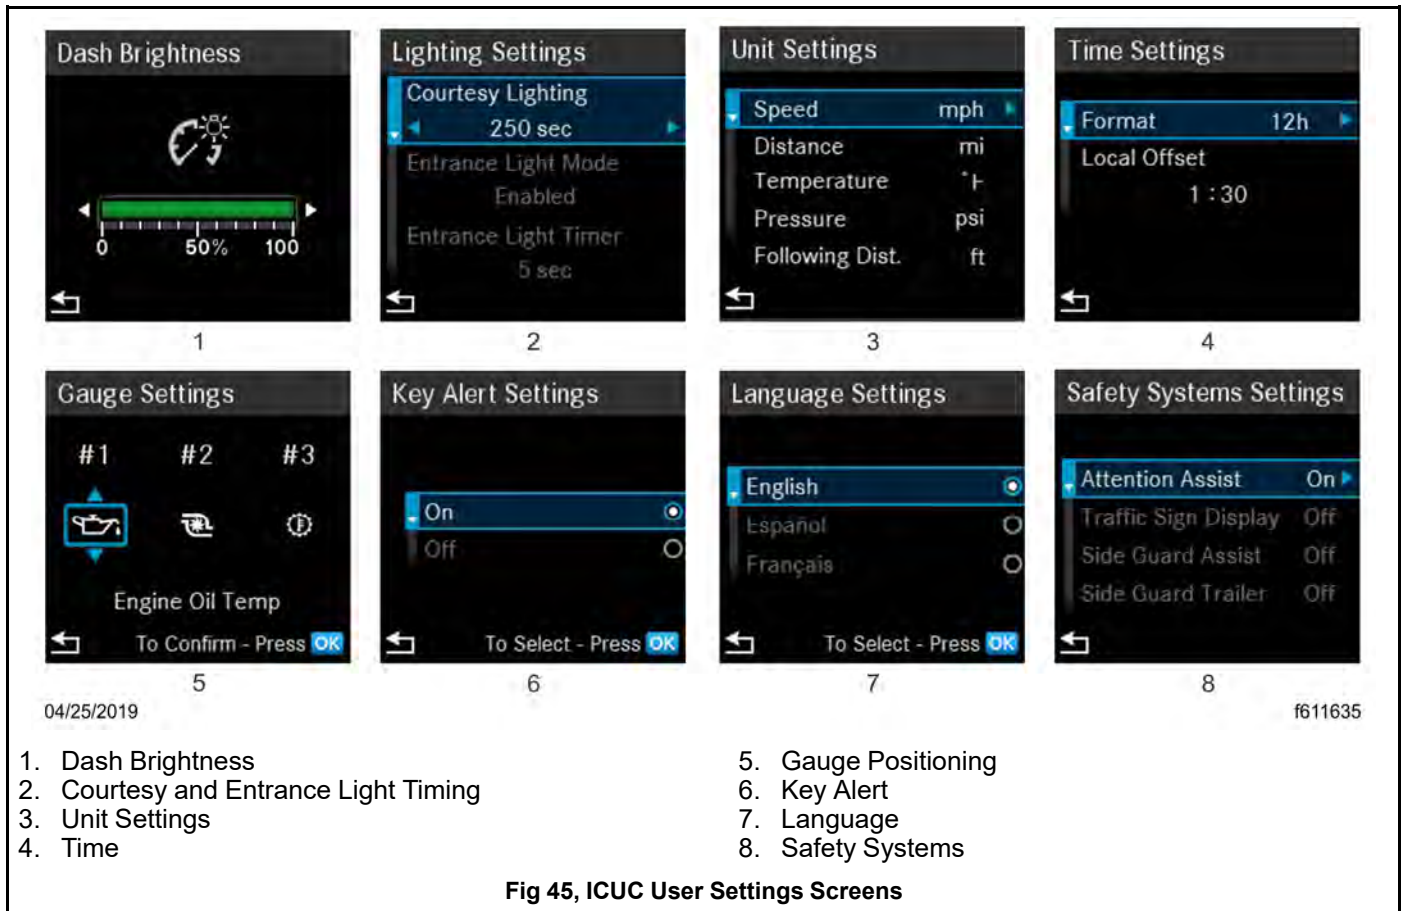 Dash Brightness
0 50% 100
1
Lighting Settings
Courtesy Lighting
250 sec
Entrance Light Mode
Enabled
Entrance Light Timer
5 sec
2
Unit Settings
Speed mph
Distance mi
Temperature °F
Pressure psi
Following Dist. ft
3
Time Settings
Format 12h
Local Offset
1:30
4
Gauge Settings
#1 #2 #3
Engine Oil Temp
To Confirm - Press OK
5
Key Alert Settings
On
Off
To Select - Press OK
6
Language Settings
English
Español
Français
To Select - Press OK
7
Safety Systems Settings
Attention Assist On
Traffic Sign Display Off
Side Guard Assist Off
Side Guard Trailer Off
8
04/25/2019 f611635
1. Dash Brightness
2. Courtesy and Entrance Light Timing
3. Unit Settings
4. Time
5. Gauge Positioning
6. Key Alert
7. Language
8. Safety Systems
Fig 45, ICUC User Settings Screens